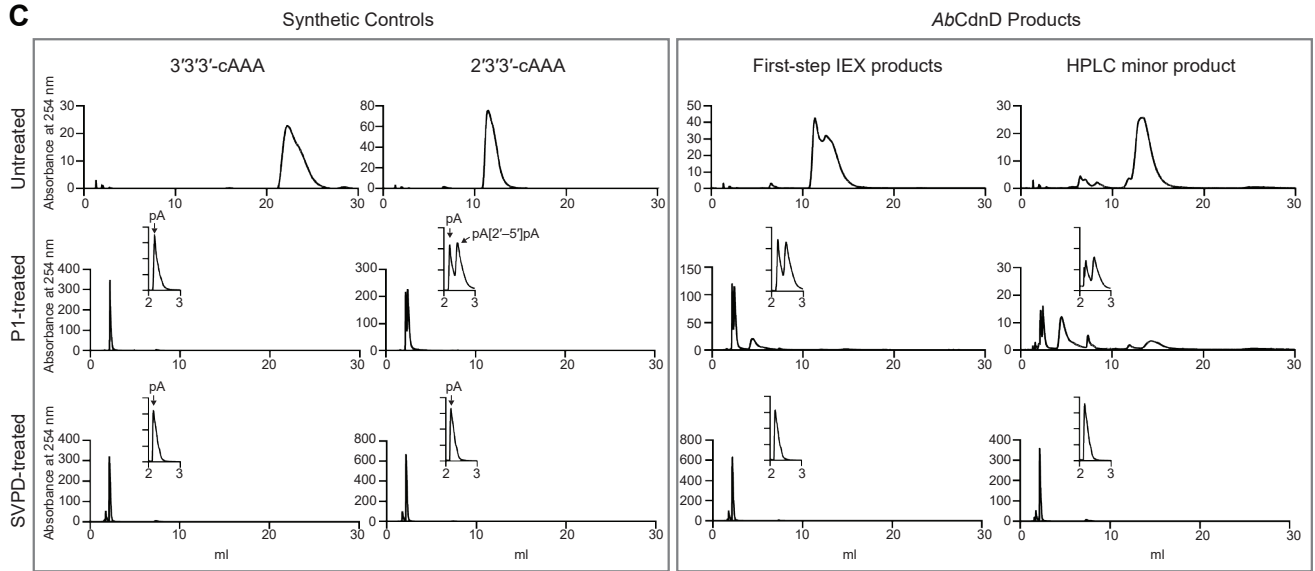 C
Synthetic Controls
AbCdnD Products
3′3′3′-cAAA
2′3′3′-cAAA
First-step IEX products
HPLC minor product
Untreated
Absorbance at 254 nm
30
20
10
0
0 10 20 30
80
60
40
20
0
0 10 20 30
50
40
30
20
10
0
0 10 20 30
30
20
10
0
0 10 20 30
P1-treated
Absorbance at 254 nm
400
300
200
100
0
0 10 20 30
pA
2 3
300
200
100
0
0 10 20 30
pA
pA[2′–5′]pA
2 3
150
100
50
0
0 10 20 30
2 3
30
20
10
0
0 10 20 30
2 3
SVPD-treated
Absorbance at 254 nm
400
300
200
100
0
0 10 20 30
pA
2 3
ml
800
600
400
200
0
0 10 20 30
pA
2 3
ml
800
600
400
200
0
0 10 20 30
2 3
ml
400
300
200
100
0
0 10 20 30
2 3
ml